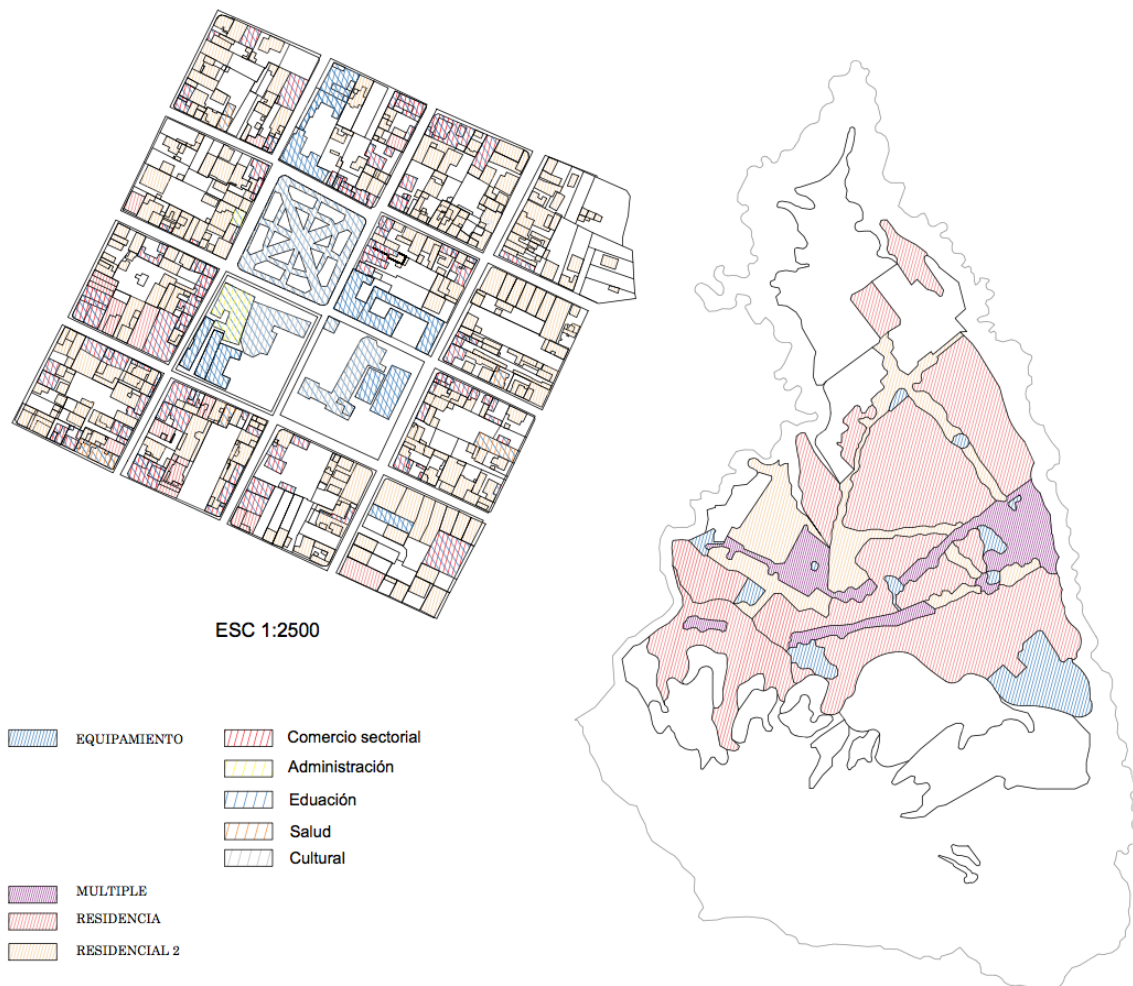 ESC 1:2500
EQUIPAMIENTO
Comercio sectorial
Administración
Eduación
Salud
Cultural
MULTIPLE
RESIDENCIA
RESIDENCIAL 2